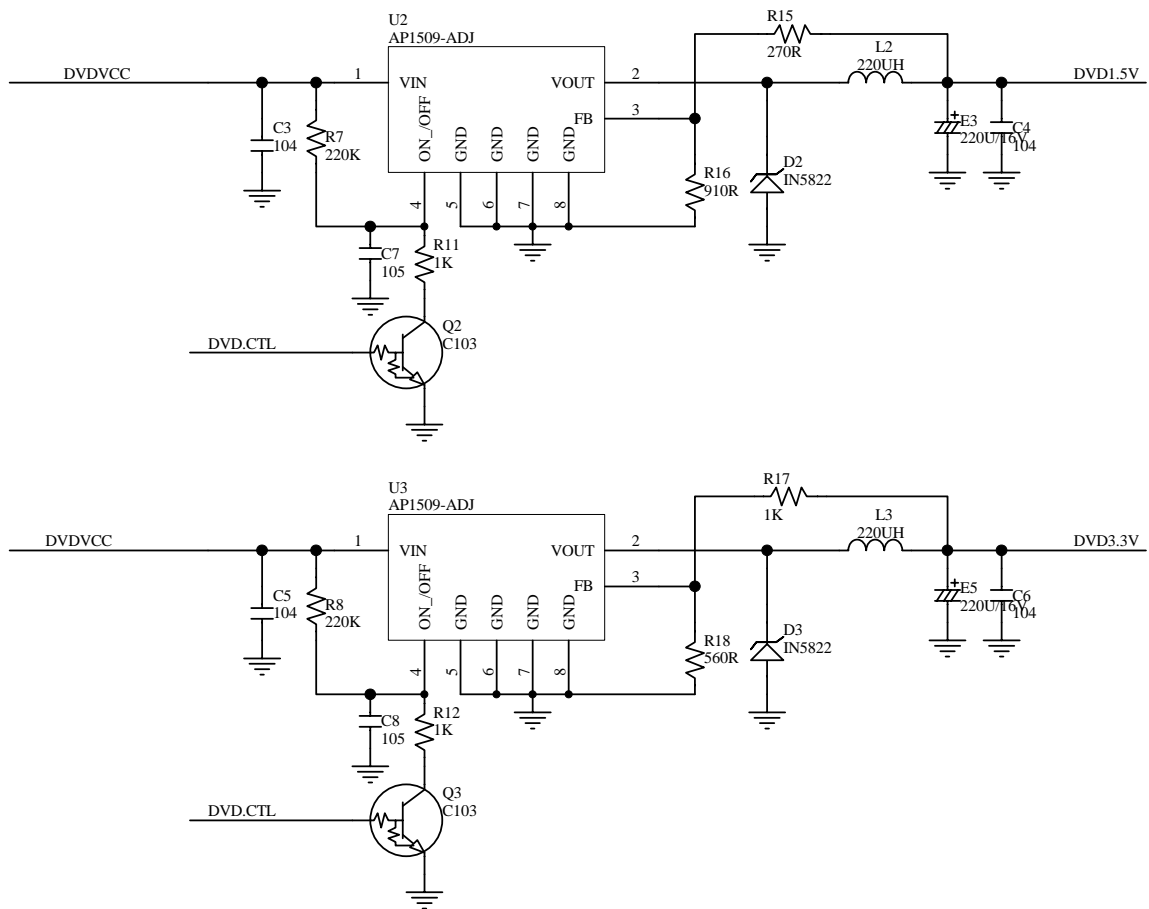 U2
AP1509-ADJ
R15
270R
L2
220UH
DVDVCC
1
VIN
VOUT
2
DVD1.5V
FB
3
ON_/OFF
GND
GND
GND
GND
C3
104
R7
220K
E3
220U/16V
C4
104
D2
IN5822
R16
910R
4
5
6
7
8
C7
105
R11
1K
Q2
C103
DVD.CTL
U3
AP1509-ADJ
R17
1K
L3
220UH
DVDVCC
1
VIN
VOUT
2
DVD3.3V
FB
3
ON_/OFF
GND
GND
GND
GND
C5
104
R8
220K
E5
220U/16V
C6
104
D3
IN5822
R18
560R
4
5
6
7
8
C8
105
R12
1K
Q3
C103
DVD.CTL